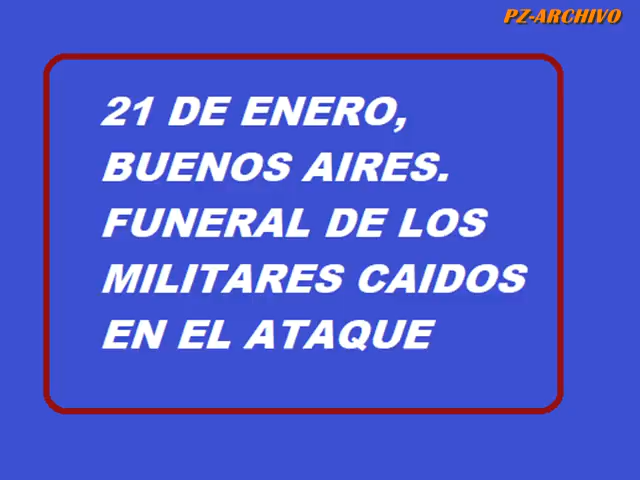 PZ-ARCHIVO
21 DE ENERO,
BUENOS AIRES.
FUNERAL DE LOS
MILITARES CAIDOS
EN EL ATAQUE